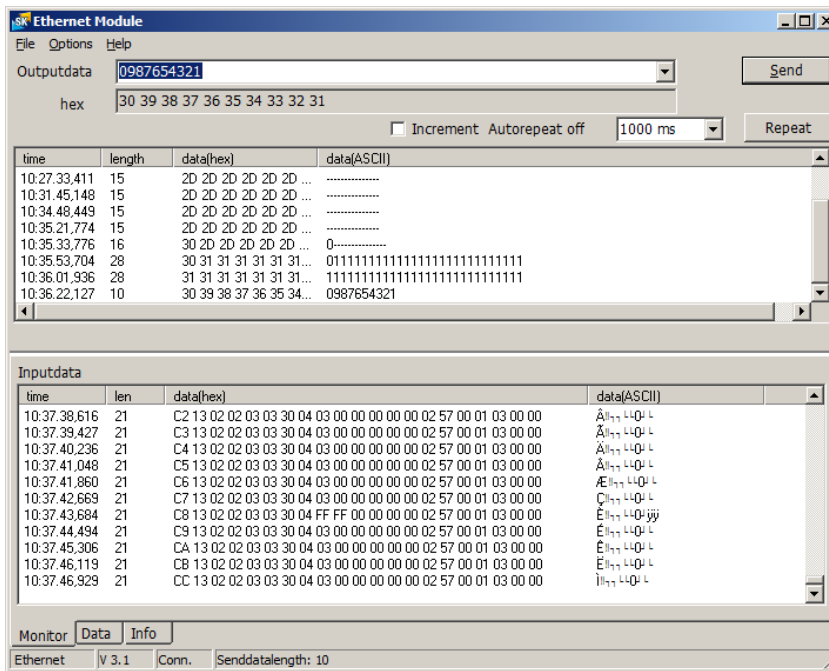 SK Ethernet Module
File Options Help
Outputdata 0987654321 Send
hex 30 39 38 37 36 35 34 33 32 31
Increment Autorepeat off 1000 ms Repeat
time length data(hex) data(ASCII)
10:27.33,411 15 2D 2D 2D 2D 2D 2D ... ---------------
10:31.45,148 15 2D 2D 2D 2D 2D 2D ... ---------------
10:34.48,449 15 2D 2D 2D 2D 2D 2D ... ---------------
10:35.21,774 15 2D 2D 2D 2D 2D 2D ... ---------------
10:35.33,776 16 30 2D 2D 2D 2D 2D ... 0---------------
10:35.53,704 28 30 31 31 31 31 31 31... 0111111111111111111111111111
10:36.01,936 28 31 31 31 31 31 31 31... 1111111111111111111111111111
10:36.22,127 10 30 39 38 37 36 35 34... 0987654321
Inputdata
time len data(hex) data(ASCII)
10:37.38,616 21 C2 13 02 02 03 03 30 04 03 00 00 00 00 00 02 57 00 01 03 00 00 Â‼┐┐└└0┘└
10:37.39,427 21 C3 13 02 02 03 03 30 04 03 00 00 00 00 00 02 57 00 01 03 00 00 Ã‼┐┐└└0┘└
10:37.40,236 21 C4 13 02 02 03 03 30 04 03 00 00 00 00 00 02 57 00 01 03 00 00 Ä‼┐┐└└0┘└
10:37.41,048 21 C5 13 02 02 03 03 30 04 03 00 00 00 00 00 02 57 00 01 03 00 00 Å‼┐┐└└0┘└
10:37.41,860 21 C6 13 02 02 03 03 30 04 03 00 00 00 00 00 02 57 00 01 03 00 00 Æ‼┐┐└└0┘└
10:37.42,669 21 C7 13 02 02 03 03 30 04 03 00 00 00 00 00 02 57 00 01 03 00 00 Ç‼┐┐└└0┘└
10:37.43,684 21 C8 13 02 02 03 03 30 04 FF FF 00 00 00 00 00 02 57 00 01 03 00 00 È‼┐┐└└0┘ÿÿ
10:37.44,494 21 C9 13 02 02 03 03 30 04 03 00 00 00 00 00 02 57 00 01 03 00 00 É‼┐┐└└0┘└
10:37.45,306 21 CA 13 02 02 03 03 30 04 03 00 00 00 00 00 02 57 00 01 03 00 00 Ê‼┐┐└└0┘└
10:37.46,119 21 CB 13 02 02 03 03 30 04 03 00 00 00 00 00 02 57 00 01 03 00 00 Ë‼┐┐└└0┘└
10:37.46,929 21 CC 13 02 02 03 03 30 04 03 00 00 00 00 00 02 57 00 01 03 00 00 Ì‼┐┐└└0┘└
Monitor Data Info
Ethernet V 3.1 Conn. Senddatalength: 10